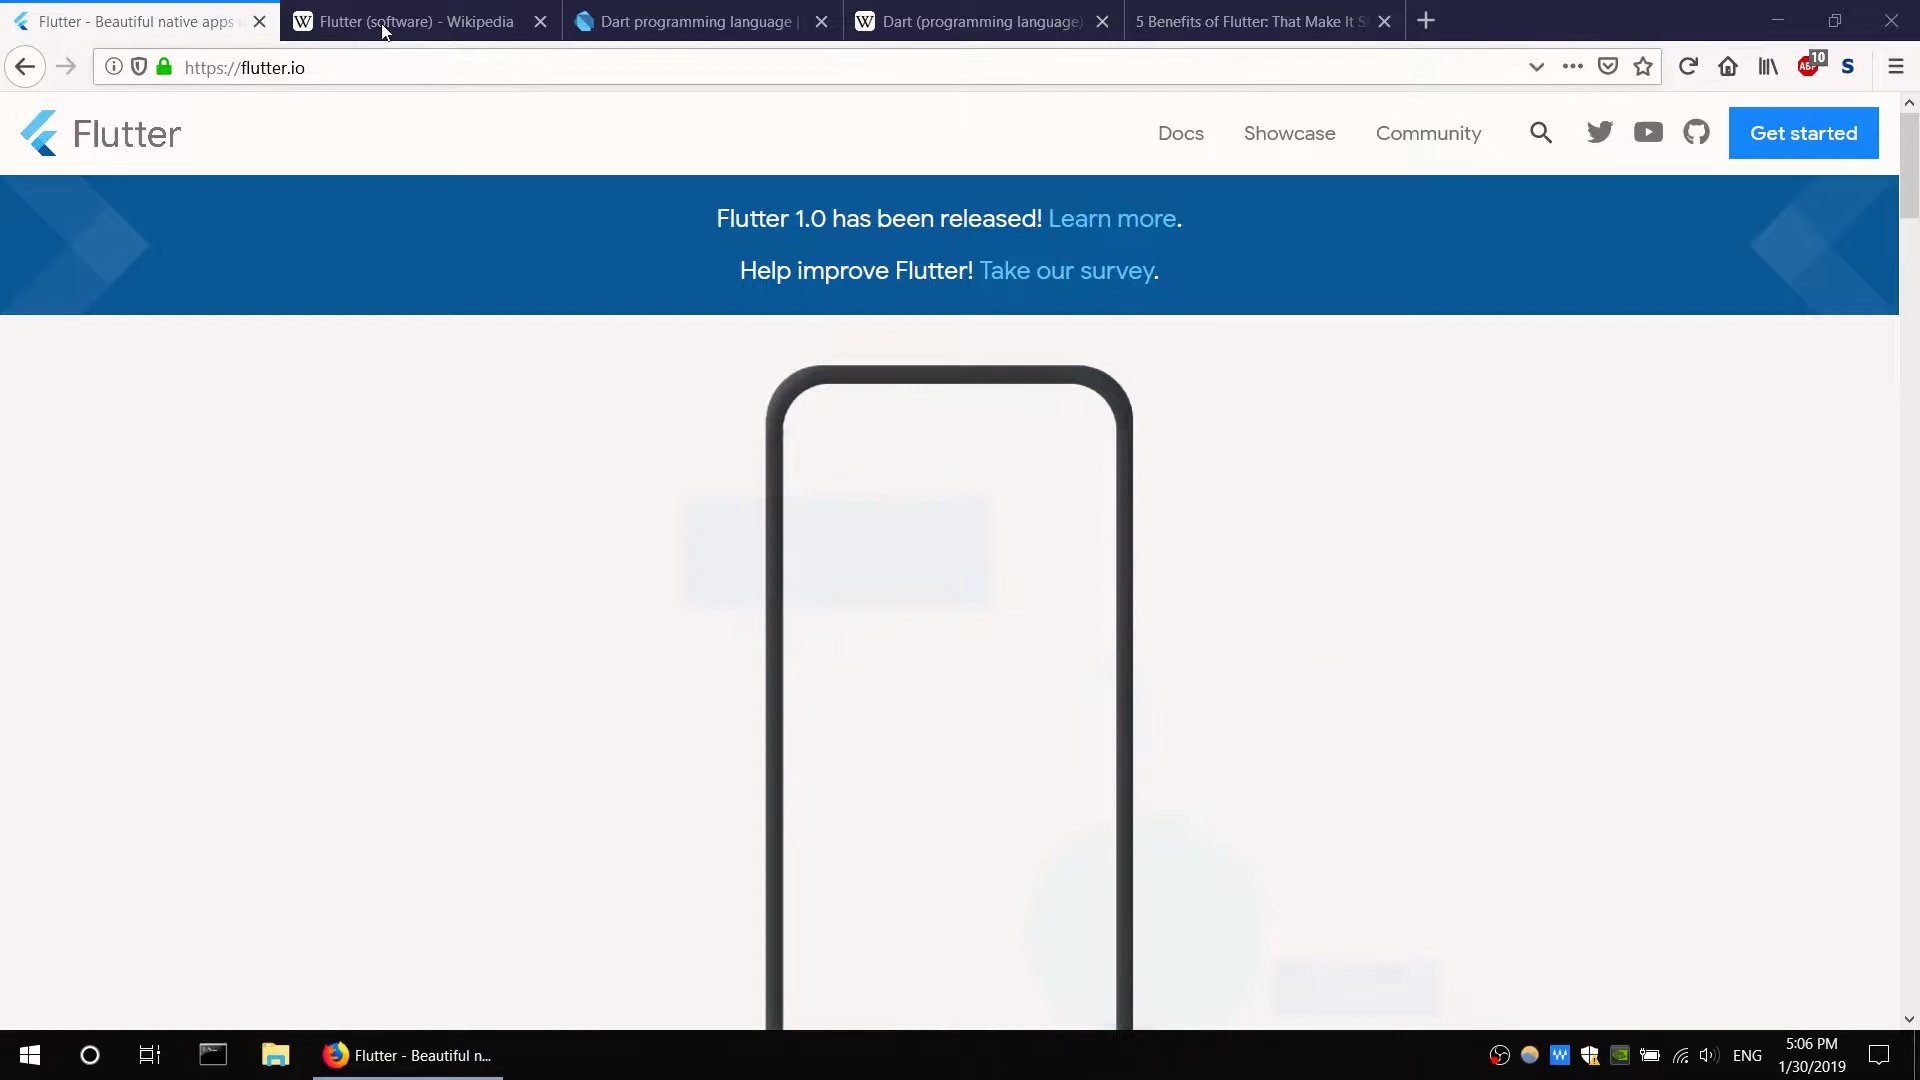 Flutter - Beautiful native apps
Flutter (software) - Wikipedia
Dart programming language |
Dart (programming language)
5 Benefits of Flutter: That Make It S
https://flutter.io
ABP
10
S
Flutter
Docs
Showcase
Community
Get started
Flutter 1.0 has been released! Learn more.
Help improve Flutter! Take our survey.
Flutter - Beautiful n...
ENG
5:06 PM
1/30/2019